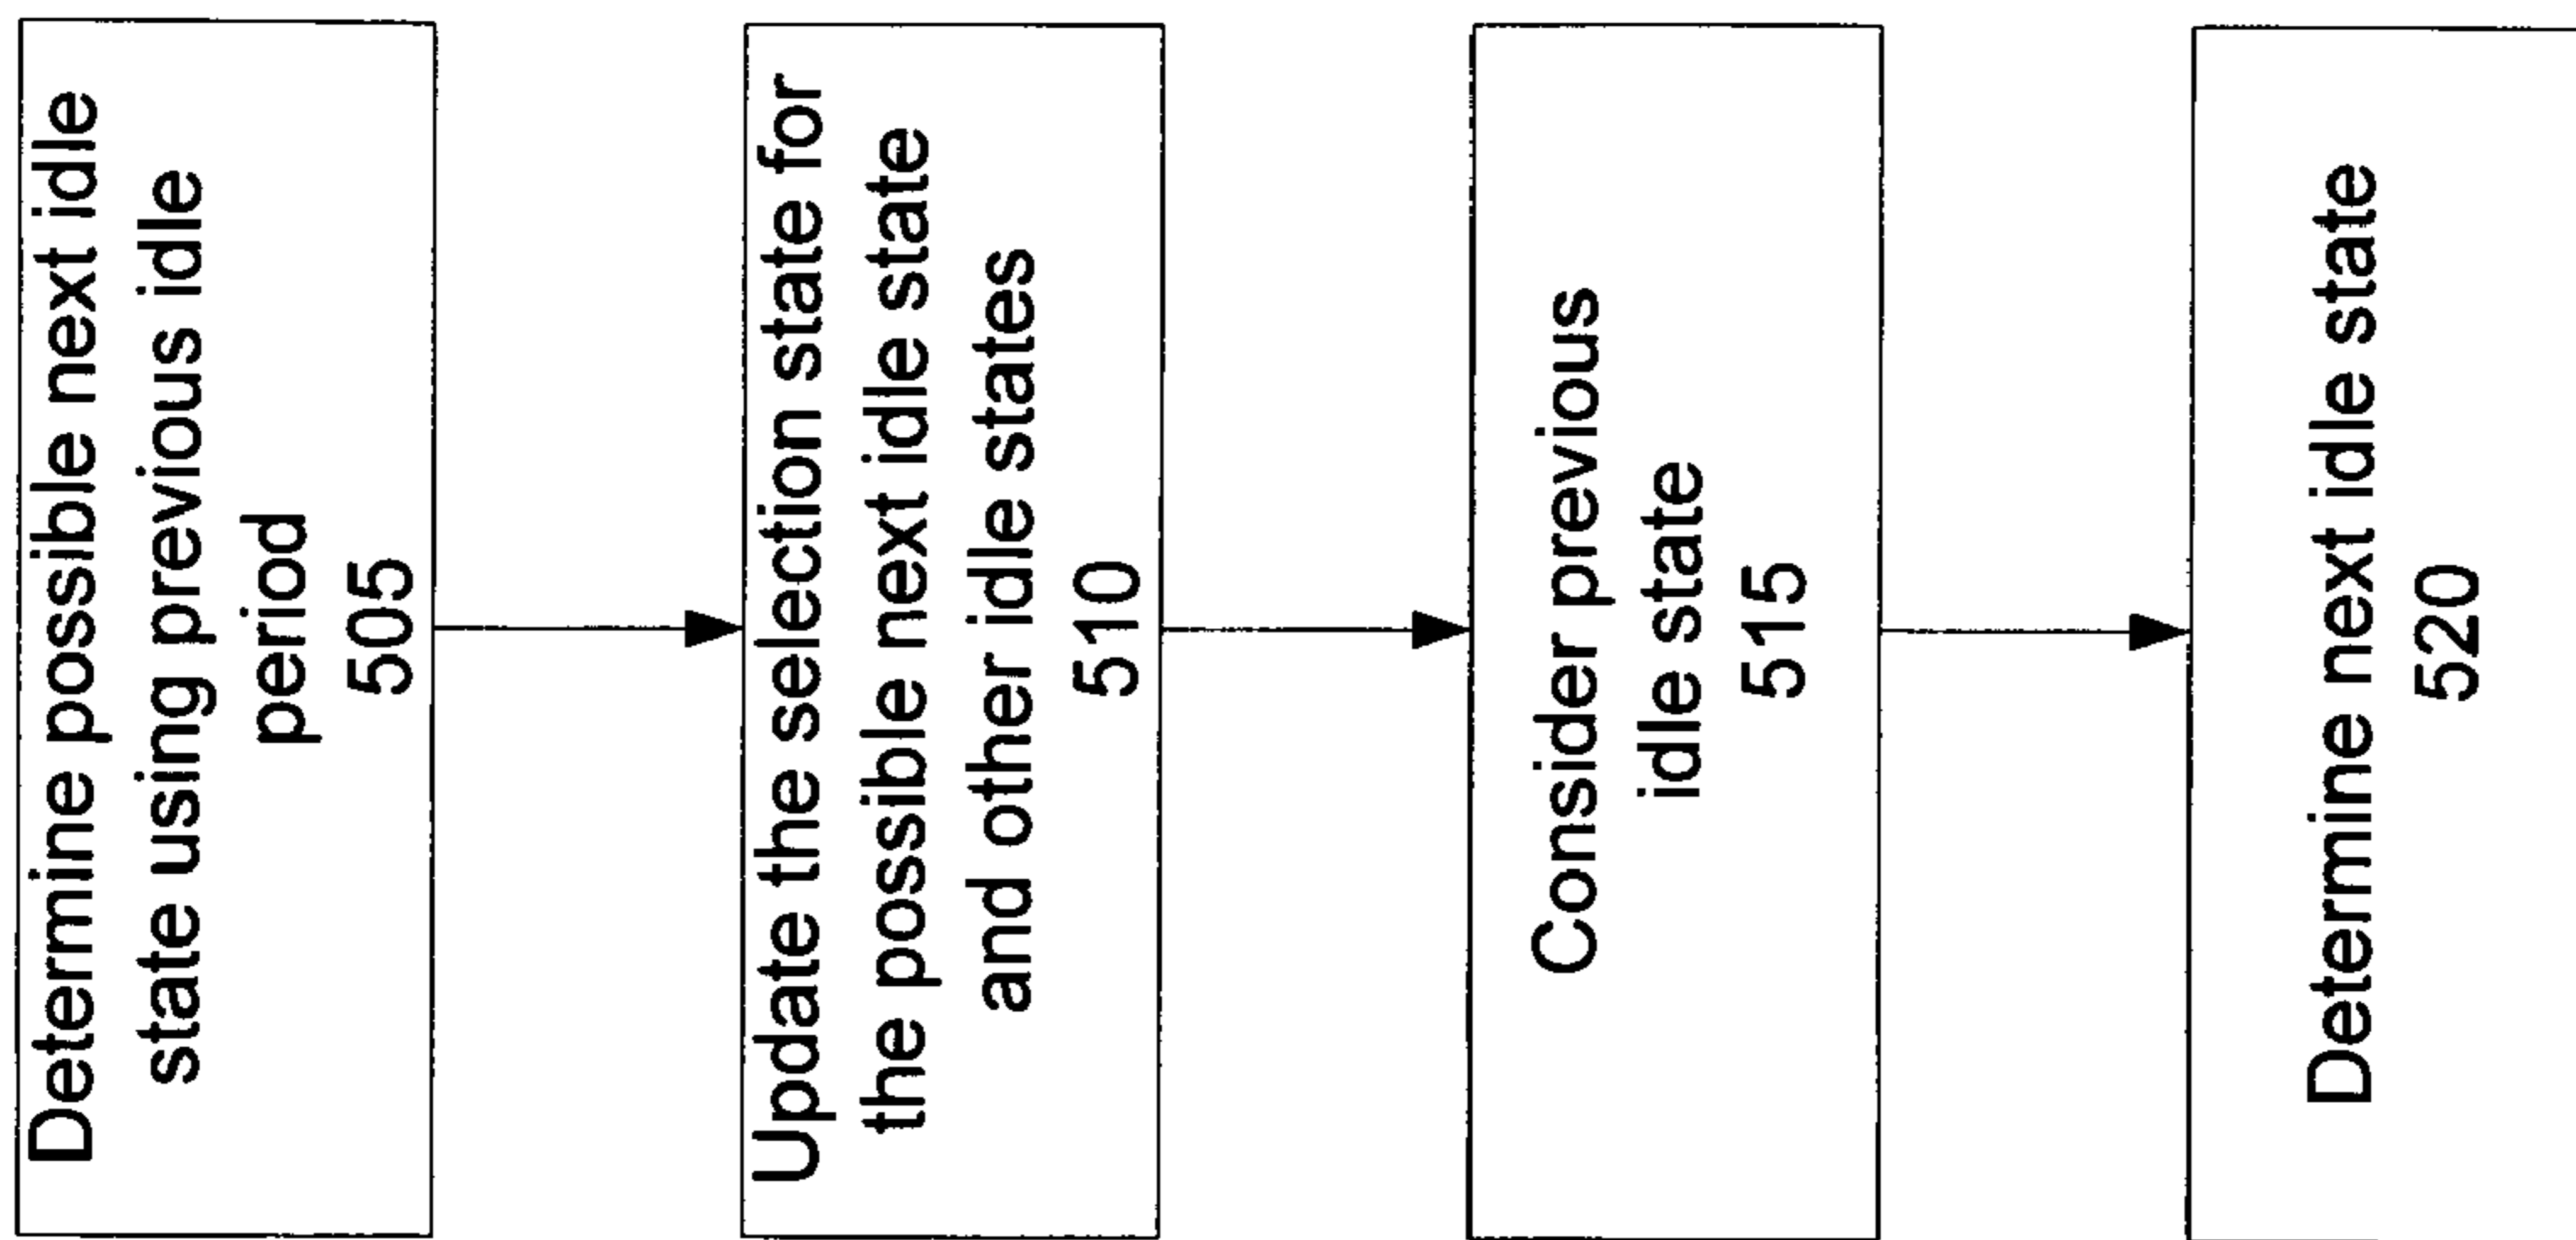 Determine possible next idle
state using previous idle
period
505
Update the selection state for
the possible next idle state
and other idle states
510
Consider previous
idle state
515
Determine next idle state
520